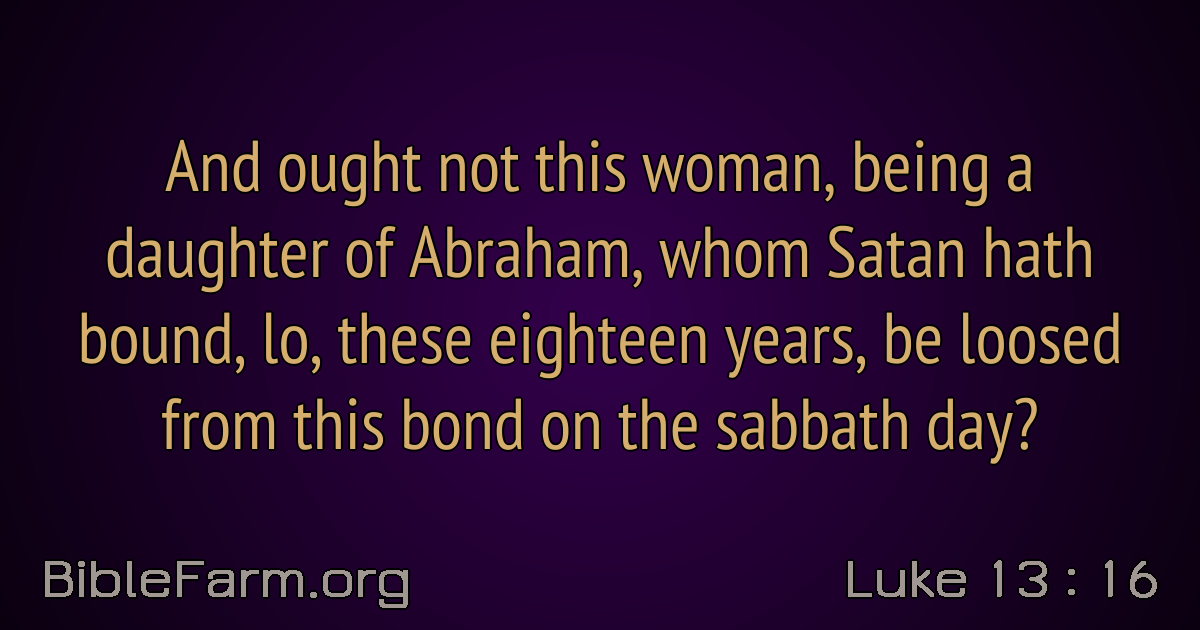 And ought not this woman, being a
daughter of Abraham, whom Satan hath
bound, lo, these eighteen years, be loosed
from this bond on the sabbath day?
BibleFarm.org
Luke 13 : 16